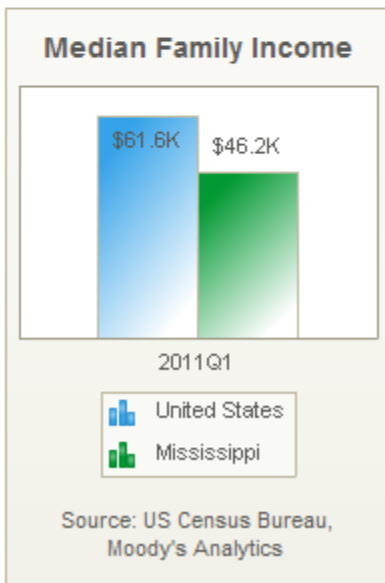 Median Family Income
$61.6K
$46.2K
2011Q1
United States
Mississippi
Source: US Census Bureau,
Moody's Analytics